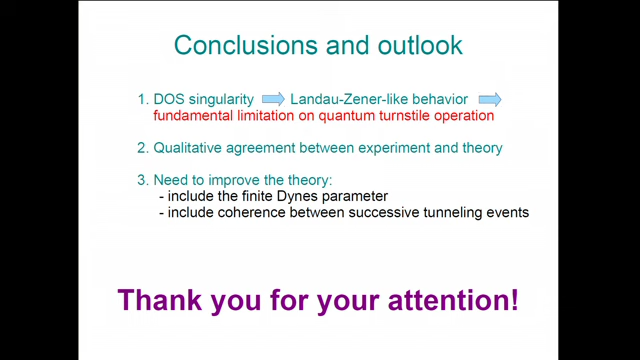 Conclusions and outlook
1. DOS singularity Landau-Zener-like behavior
fundamental limitation on quantum turnstile operation
2. Qualitative agreement between experiment and theory
3. Need to improve the theory:
- include the finite Dynes parameter
- include coherence between successive tunneling events
Thank you for your attention!